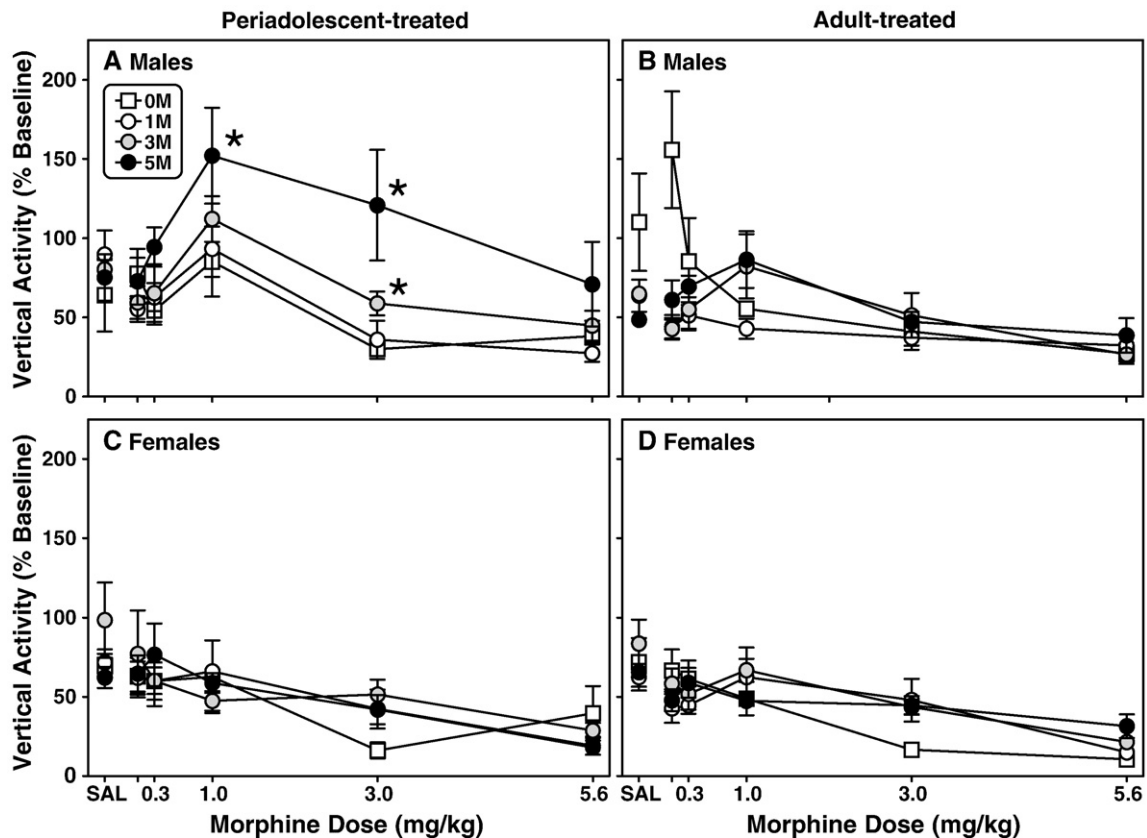 Periadolescent-treated
Adult-treated
Vertical Activity (% Baseline)
200
150
100
50
0
A Males
0M
1M
3M
5M
*
*
*
B Males
Vertical Activity (% Baseline)
200
150
100
50
0
C Females
D Females
SAL 0.3 1.0 3.0 5.6
SAL 0.3 1.0 3.0 5.6
Morphine Dose (mg/kg)
Morphine Dose (mg/kg)